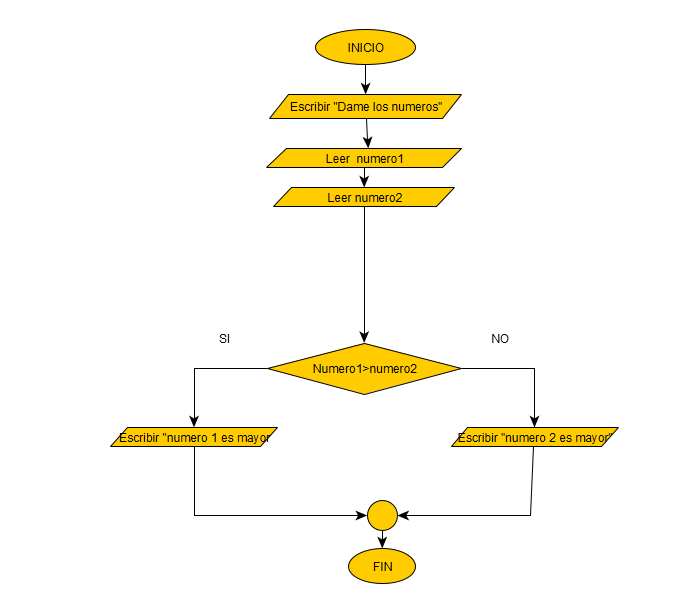 INICIO
Escribir "Dame los numeros"
Leer numero1
Leer numero2
SI
NO
Numero1>numero2
Escribir "numero 1 es mayor
Escribir "numero 2 es mayor"
FIN